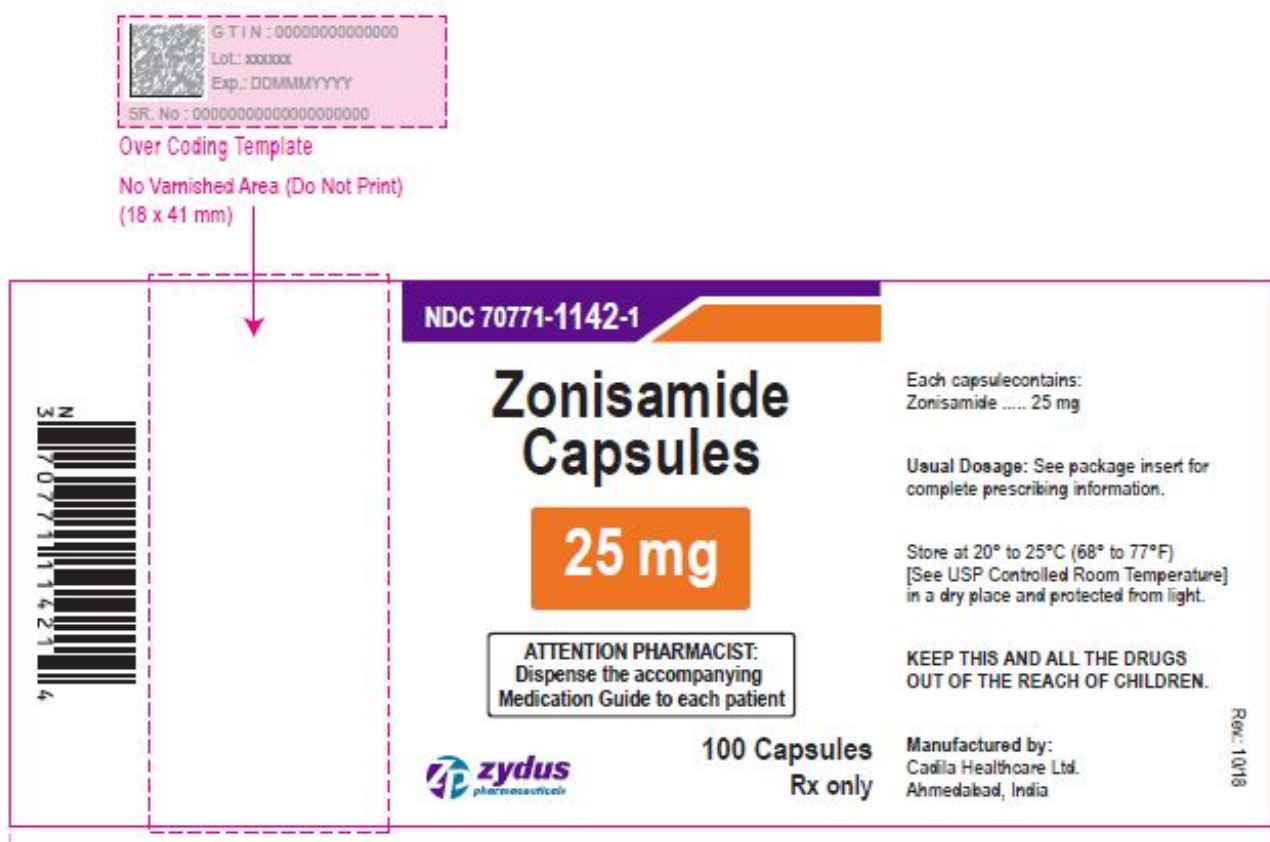 G T I N : 00000000000000
Lot.: xxxxxx
Exp.: DDMMMYYYY
SR. No : 00000000000000000000
Over Coding Template
No Varnished Area (Do Not Print)
(18 x 41 mm)
N
3
70771 11421
4
NDC 70771-1142-1
Zonisamide
Capsules
25 mg
ATTENTION PHARMACIST:
Dispense the accompanying
Medication Guide to each patient
zydus
pharmaceuticals
100 Capsules
Rx only
Each capsulecontains:
Zonisamide ..... 25 mg
Usual Dosage: See package insert for
complete prescribing information.
Store at 20° to 25°C (68° to 77°F)
[See USP Controlled Room Temperature]
in a dry place and protected from light.
KEEP THIS AND ALL THE DRUGS
OUT OF THE REACH OF CHILDREN.
Manufactured by:
Cadila Healthcare Ltd.
Ahmedabad, India
Rev.: 10/18